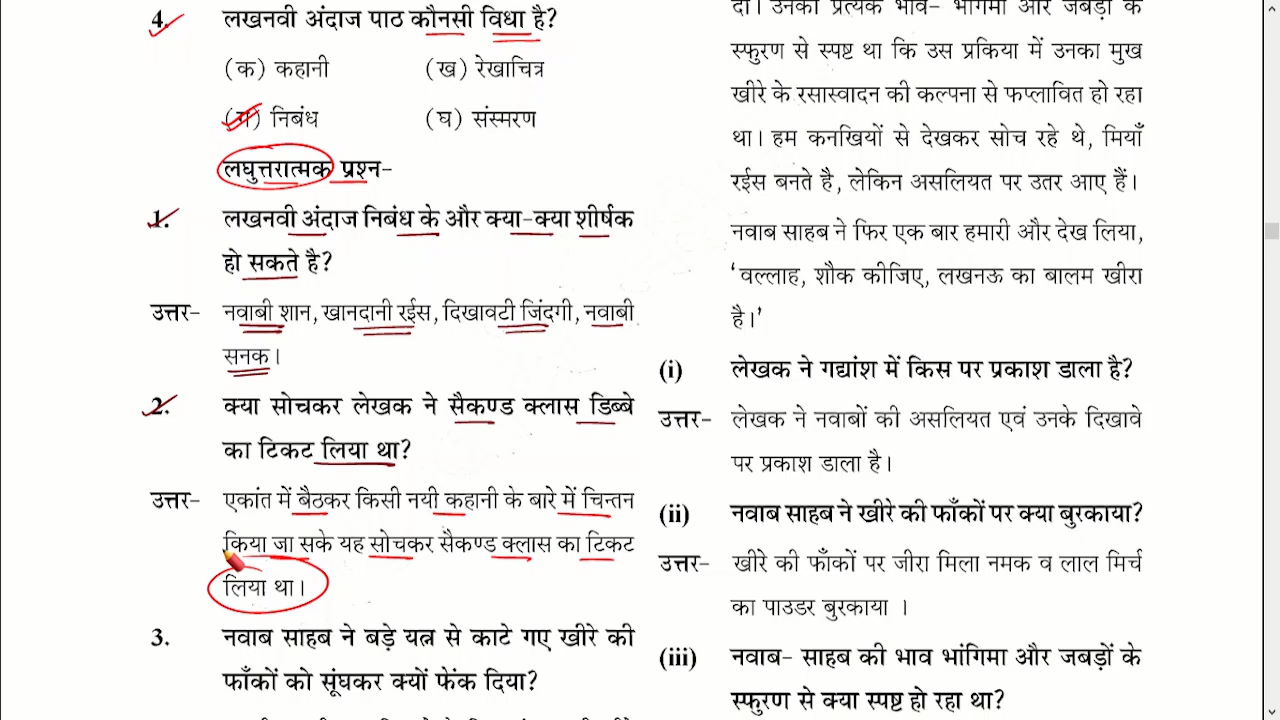 4. लखनवी अंदाज पाठ कौनसी विधा है?
(क) कहानी (ख) रेखाचित्र
(ग) निबंध (घ) संस्मरण
लघुत्तरात्मक प्रश्न-
1. लखनवी अंदाज निबंध के और क्या-क्या शीर्षक
हो सकते है?
उत्तर- नवाबी शान, खानदानी रईस, दिखावटी जिंदगी, नवाबी
सनक।
2. क्या सोचकर लेखक ने सैकण्ड क्लास डिब्बे
का टिकट लिया था?
उत्तर- एकांत में बैठकर किसी नयी कहानी के बारे में चिन्तन
किया जा सके यह सोचकर सैकण्ड क्लास का टिकट
लिया था।
3. नवाब साहब ने बड़े यत्न से काटे गए खीरे की
फाँकों को सूंघकर क्यों फेंक दिया?
दी। उनकी प्रत्येक भाव- भंगिमा और जबड़ों के
स्फुरण से स्पष्ट था कि उस प्रकिया में उनका मुख
खीरे के रसास्वादन की कल्पना से फप्लावित हो रहा
था। हम कनखियों से देखकर सोच रहे थे, मियाँ
रईस बनते है, लेकिन असलियत पर उतर आए हैं।
नवाब साहब ने फिर एक बार हमारी और देख लिया,
'वल्लाह, शौक कीजिए, लखनऊ का बालम खीरा
है।'
(i) लेखक ने गद्यांश में किस पर प्रकाश डाला है?
उत्तर- लेखक ने नवाबों की असलियत एवं उनके दिखावे
पर प्रकाश डाला है।
(ii) नवाब साहब ने खीरे की फाँकों पर क्या बुरकाया?
उत्तर- खीरे की फाँकों पर जीरा मिला नमक व लाल मिर्च
का पाउडर बुरकाया ।
(iii) नवाब- साहब की भाव भांगिमा और जबड़ों के
स्फुरण से क्या स्पष्ट हो रहा था?